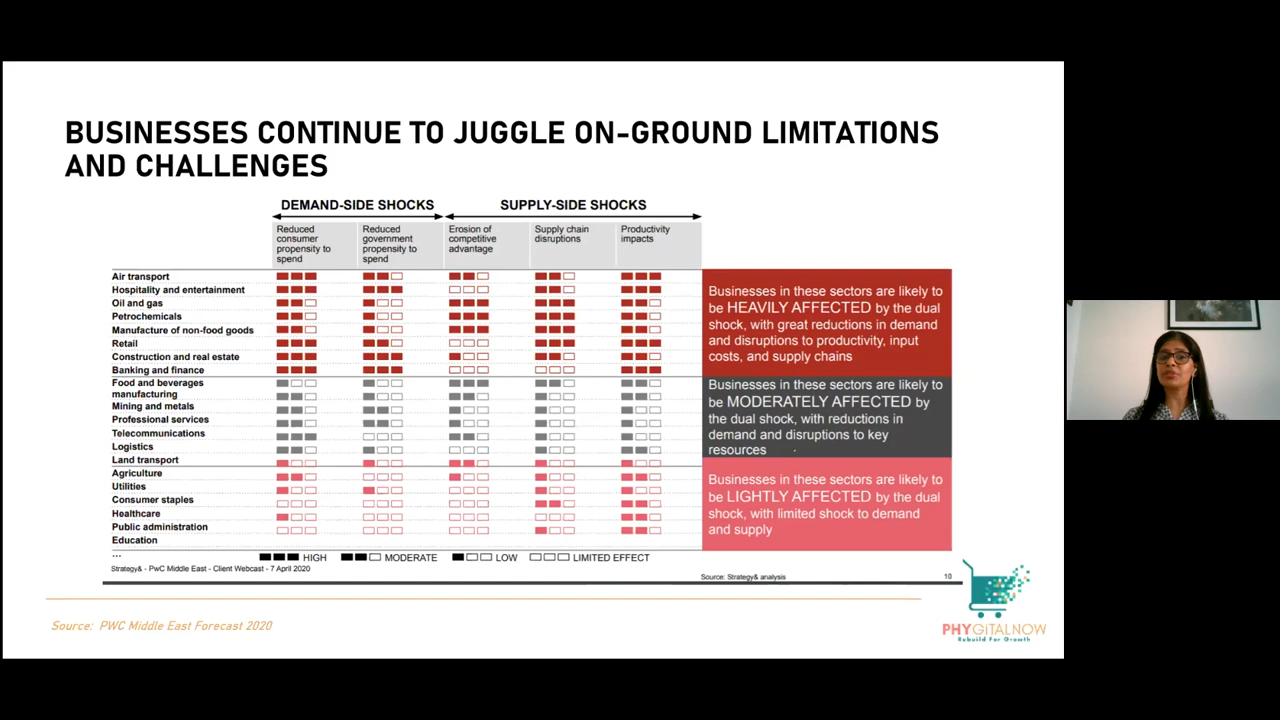 BUSINESSES CONTINUE TO JUGGLE ON-GROUND LIMITATIONS
AND CHALLENGES
DEMAND-SIDE SHOCKS
SUPPLY-SIDE SHOCKS
Reduced
consumer
propensity to
spend
Reduced
government
propensity to
spend
Erosion of
competitive
advantage
Supply chain
disruptions
Productivity
impacts
Air transport
Hospitality and entertainment
Oil and gas
Petrochemicals
Manufacture of non-food goods
Retail
Construction and real estate
Banking and finance
Food and beverages
manufacturing
Mining and metals
Professional services
Telecommunications
Logistics
Land transport
Agriculture
Utilities
Consumer staples
Healthcare
Public administration
Education
...
Businesses in these sectors are likely to
be HEAVILY AFFECTED by the dual
shock, with great reductions in demand
and disruptions to productivity, input
costs, and supply chains
Businesses in these sectors are likely to
be MODERATELY AFFECTED by
the dual shock, with reductions in
demand and disruptions to key
resources
Businesses in these sectors are likely to
be LIGHTLY AFFECTED by the dual
shock, with limited shock to demand
and supply
HIGH
MODERATE
LOW
LIMITED EFFECT
Strategy& - PwC Middle East - Client Webcast - 7 April 2020
Source: Strategy& analysis
10
Source: PWC Middle East Forecast 2020
PHYGITALNOW
Rebuild For Growth